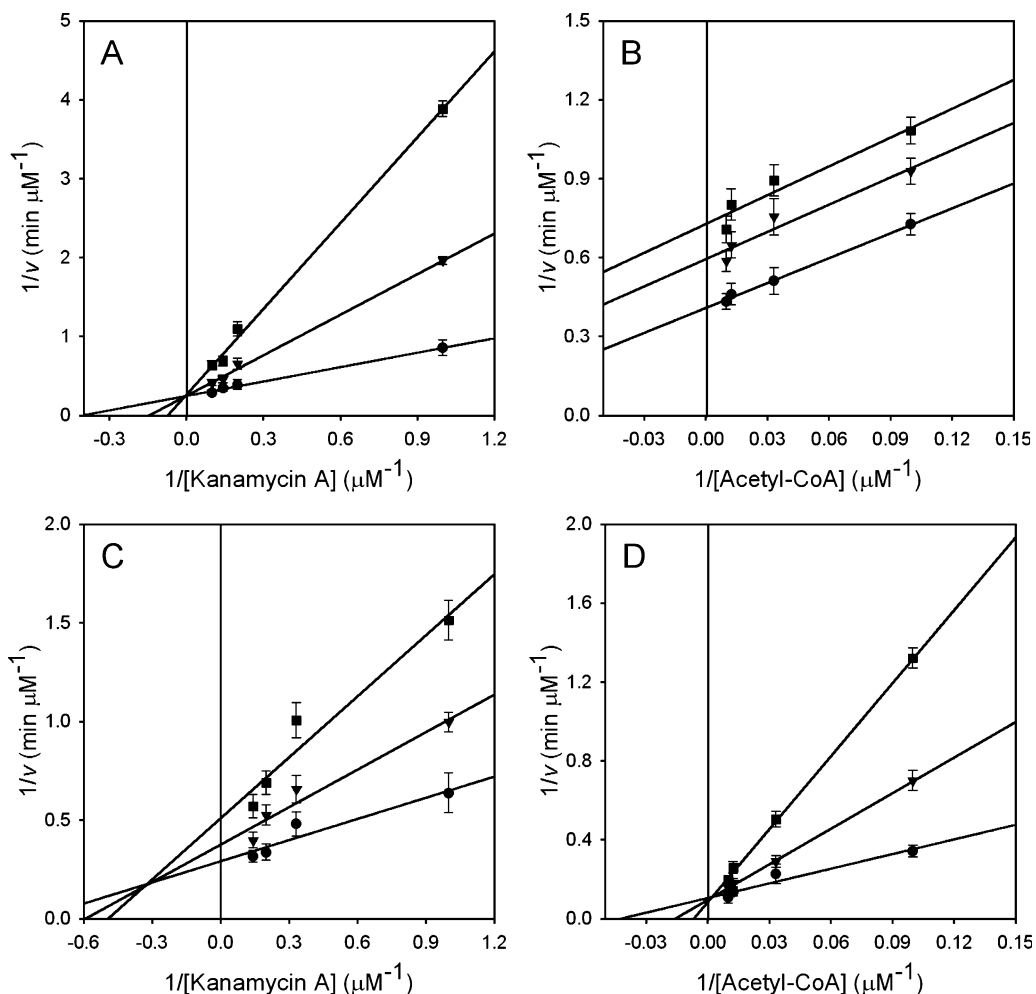 A
5
4
3
2
1
0
1/v (min μM⁻¹)
-0.3 0.0 0.3 0.6 0.9 1.2
1/[Kanamycin A] (μM⁻¹)
B
1.5
1.2
0.9
0.6
0.3
0.0
1/v (min μM⁻¹)
-0.03 0.00 0.03 0.06 0.09 0.12 0.15
1/[Acetyl-CoA] (μM⁻¹)
C
2.0
1.5
1.0
0.5
0.0
1/v (min μM⁻¹)
-0.6 -0.3 0.0 0.3 0.6 0.9 1.2
1/[Kanamycin A] (μM⁻¹)
D
2.0
1.6
1.2
0.8
0.4
0.0
1/v (min μM⁻¹)
-0.03 0.00 0.03 0.06 0.09 0.12 0.15
1/[Acetyl-CoA] (μM⁻¹)